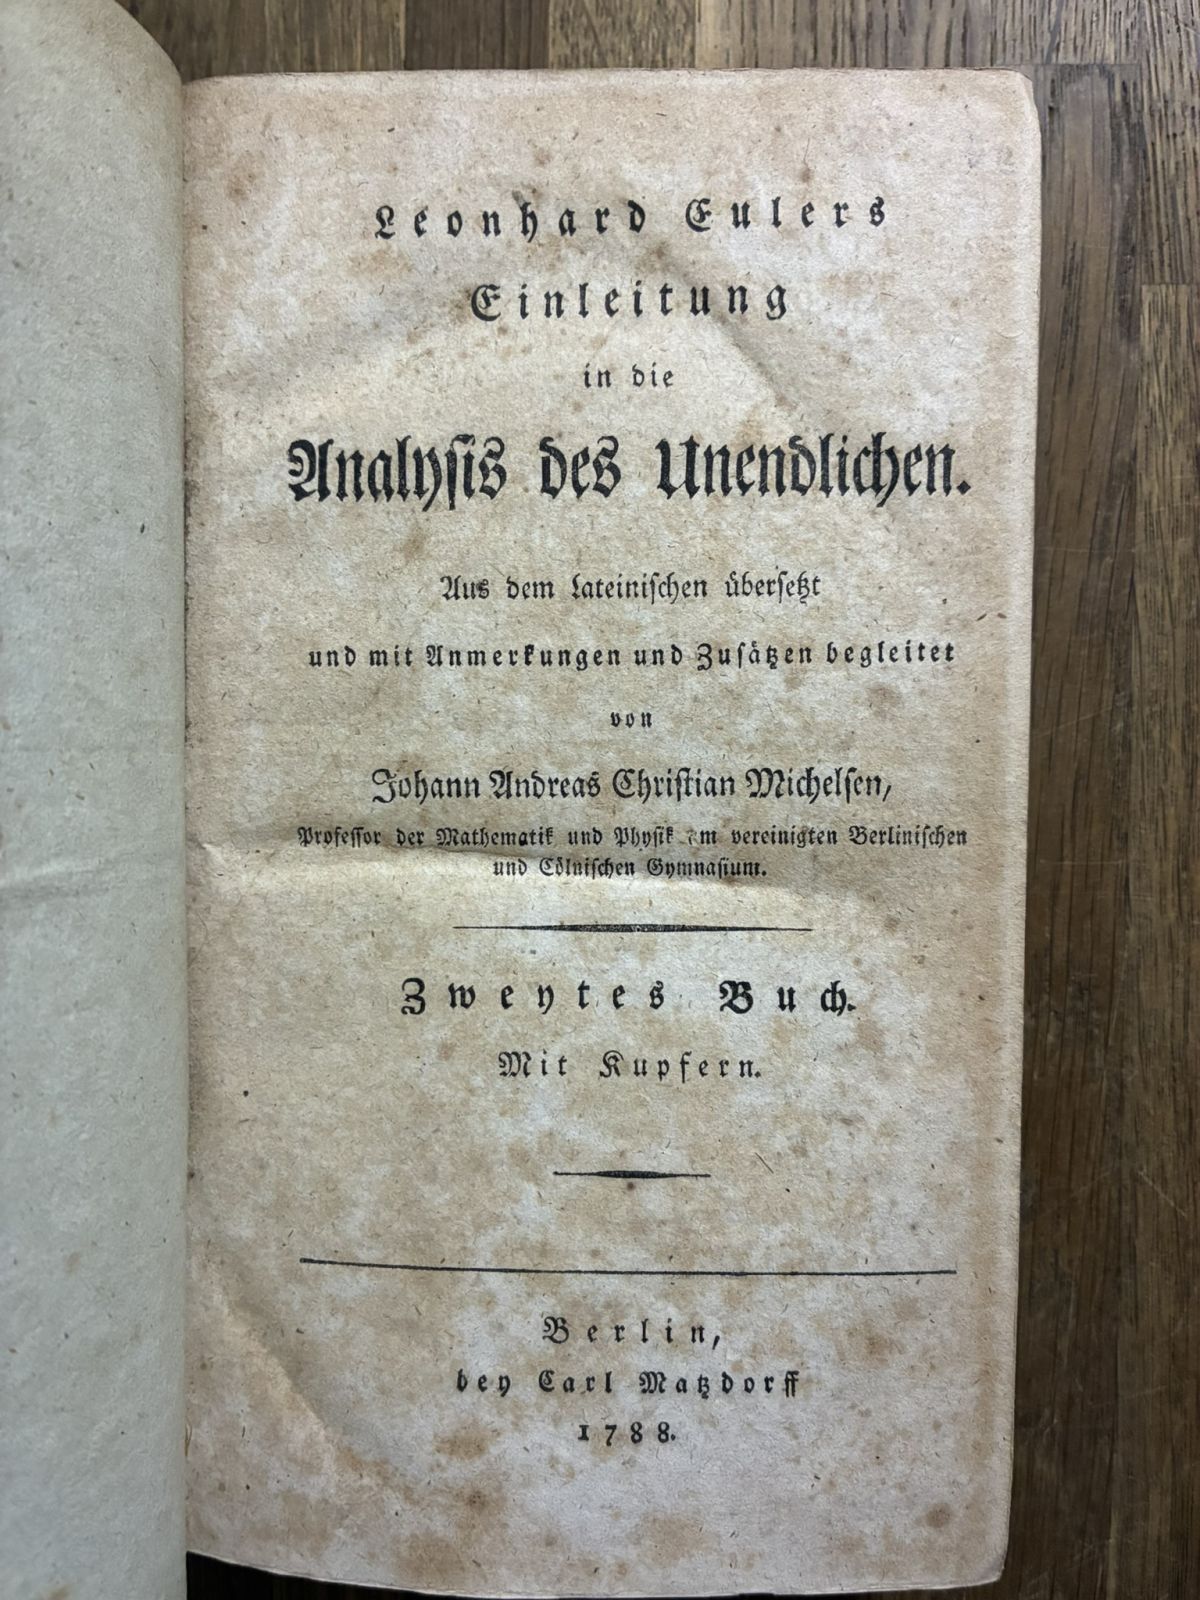 Leonhard Eulers
Einleitung
in die
Analysis des Unendlichen.
Aus dem Lateinischen übersetzt
und mit Anmerkungen und Zusätzen begleitet
von
Johann Andreas Christian Michelsen,
Professor der Mathematik und Physik am vereinigten Berlinischen
und Cölnischen Gymnasium.
Zweytes Buch.
Mit Kupfern.
Berlin,
bey Carl Matzdorff
1788.